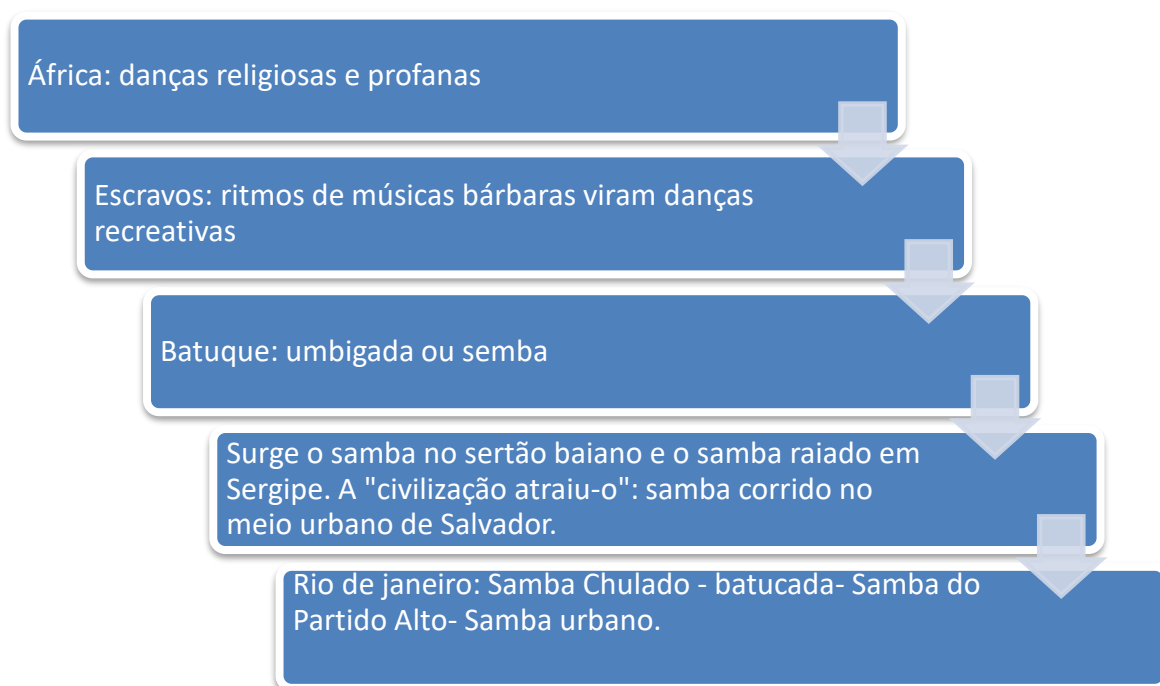 África: danças religiosas e profanas
Escravos: ritmos de músicas bárbaras viram danças
recreativas
Batuque: umbigada ou semba
Surge o samba no sertão baiano e o samba raiado em
Sergipe. A "civilização atraiu-o": samba corrido no
meio urbano de Salvador.
Rio de janeiro: Samba Chulado - batucada- Samba do
Partido Alto- Samba urbano.